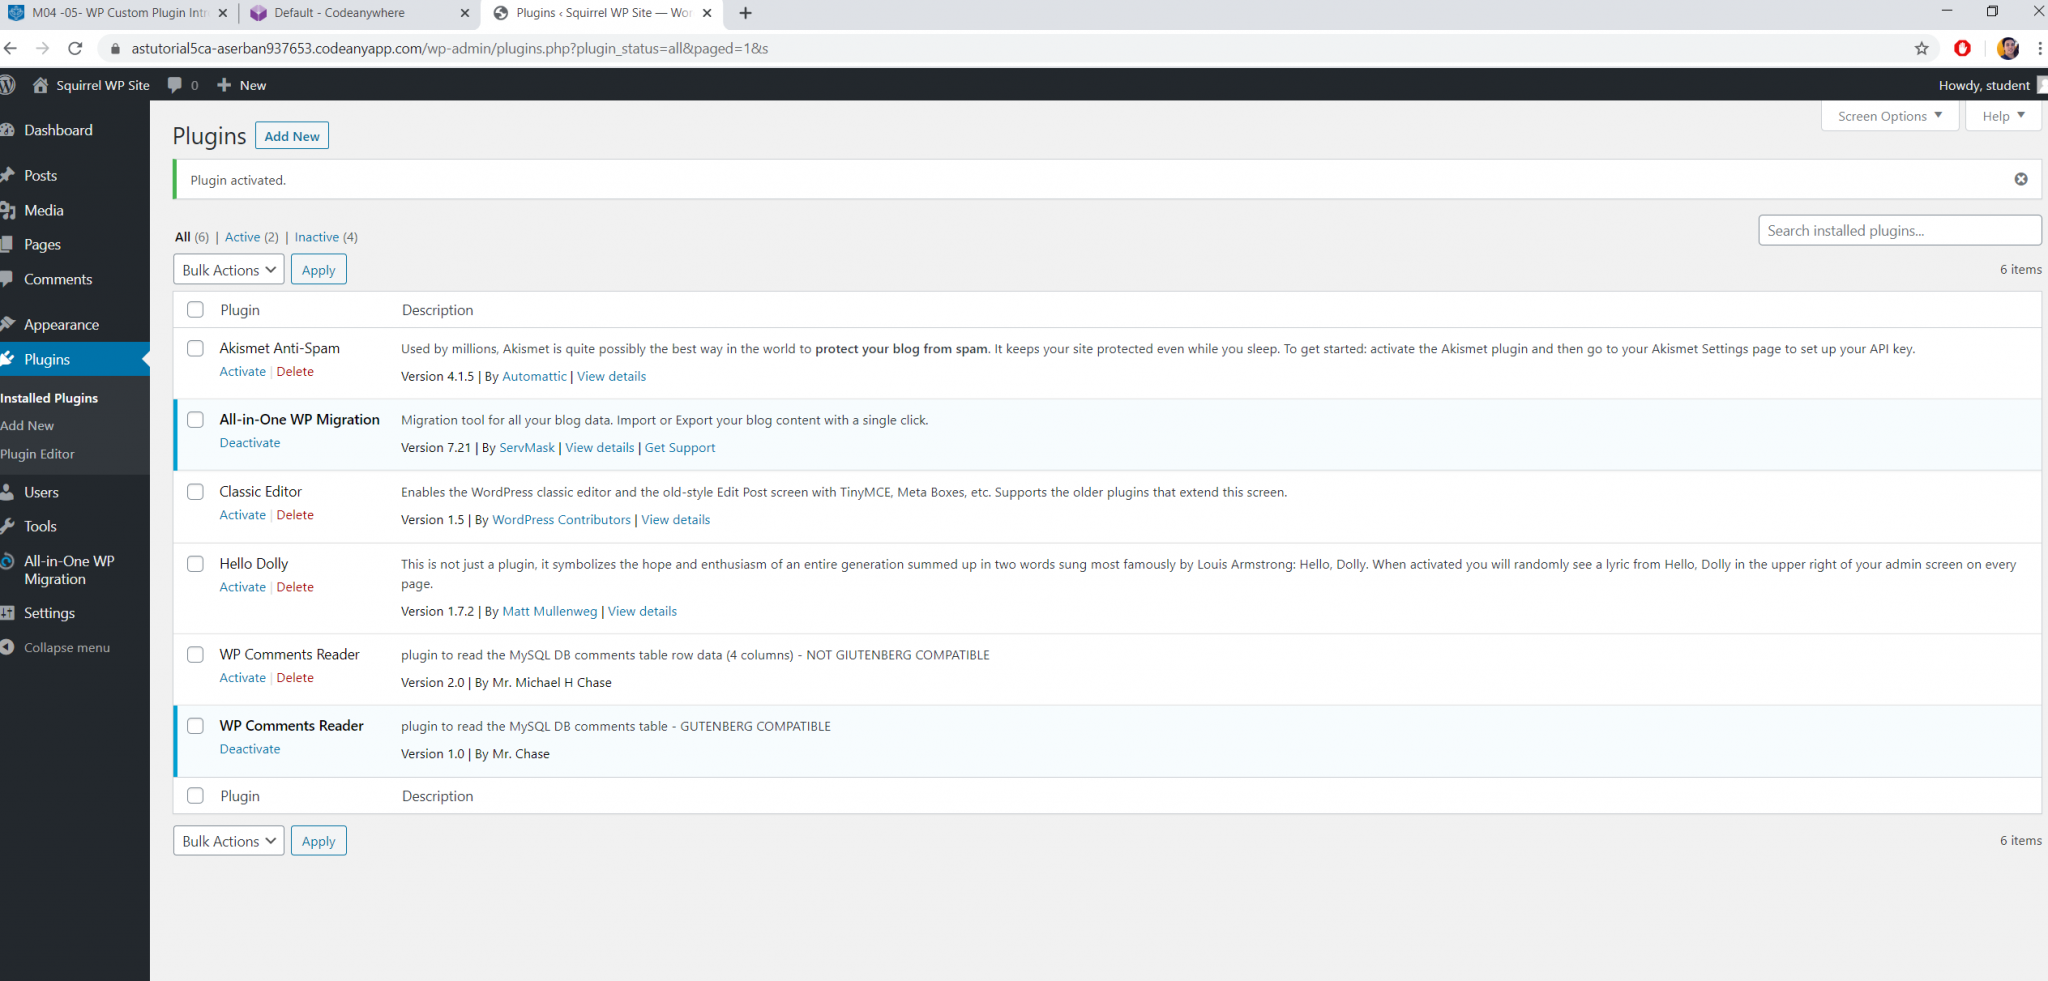 M04 -05- WP Custom Plugin Intr
Default - Codeanywhere
Plugins ‹ Squirrel WP Site — Wor
astutorial5ca-aserban937653.codeanyapp.com/wp-admin/plugins.php?plugin_status=all&paged=1&s
Squirrel WP Site
0
New
Howdy, student
Dashboard
Posts
Media
Pages
Comments
Appearance
Plugins
Installed Plugins
Add New
Plugin Editor
Users
Tools
All-in-One WP
Migration
Settings
Collapse menu
Screen Options
Help
Plugins
Add New
Plugin activated.
All (6) | Active (2) | Inactive (4)
Search installed plugins...
Bulk Actions
Apply
6 items
Plugin
Description
Akismet Anti-Spam
Activate | Delete
Used by millions, Akismet is quite possibly the best way in the world to protect your blog from spam. It keeps your site protected even while you sleep. To get started: activate the Akismet plugin and then go to your Akismet Settings page to set up your API key.
Version 4.1.5 | By Automattic | View details
All-in-One WP Migration
Deactivate
Migration tool for all your blog data. Import or Export your blog content with a single click.
Version 7.21 | By ServMask | View details | Get Support
Classic Editor
Activate | Delete
Enables the WordPress classic editor and the old-style Edit Post screen with TinyMCE, Meta Boxes, etc. Supports the older plugins that extend this screen.
Version 1.5 | By WordPress Contributors | View details
Hello Dolly
Activate | Delete
This is not just a plugin, it symbolizes the hope and enthusiasm of an entire generation summed up in two words sung most famously by Louis Armstrong: Hello, Dolly. When activated you will randomly see a lyric from Hello, Dolly in the upper right of your admin screen on every
page.
Version 1.7.2 | By Matt Mullenweg | View details
WP Comments Reader
Activate | Delete
plugin to read the MySQL DB comments table row data (4 columns) - NOT GIUTENBERG COMPATIBLE
Version 2.0 | By Mr. Michael H Chase
WP Comments Reader
Deactivate
plugin to read the MySQL DB comments table - GUTENBERG COMPATIBLE
Version 1.0 | By Mr. Chase
Plugin
Description
Bulk Actions
Apply
6 items